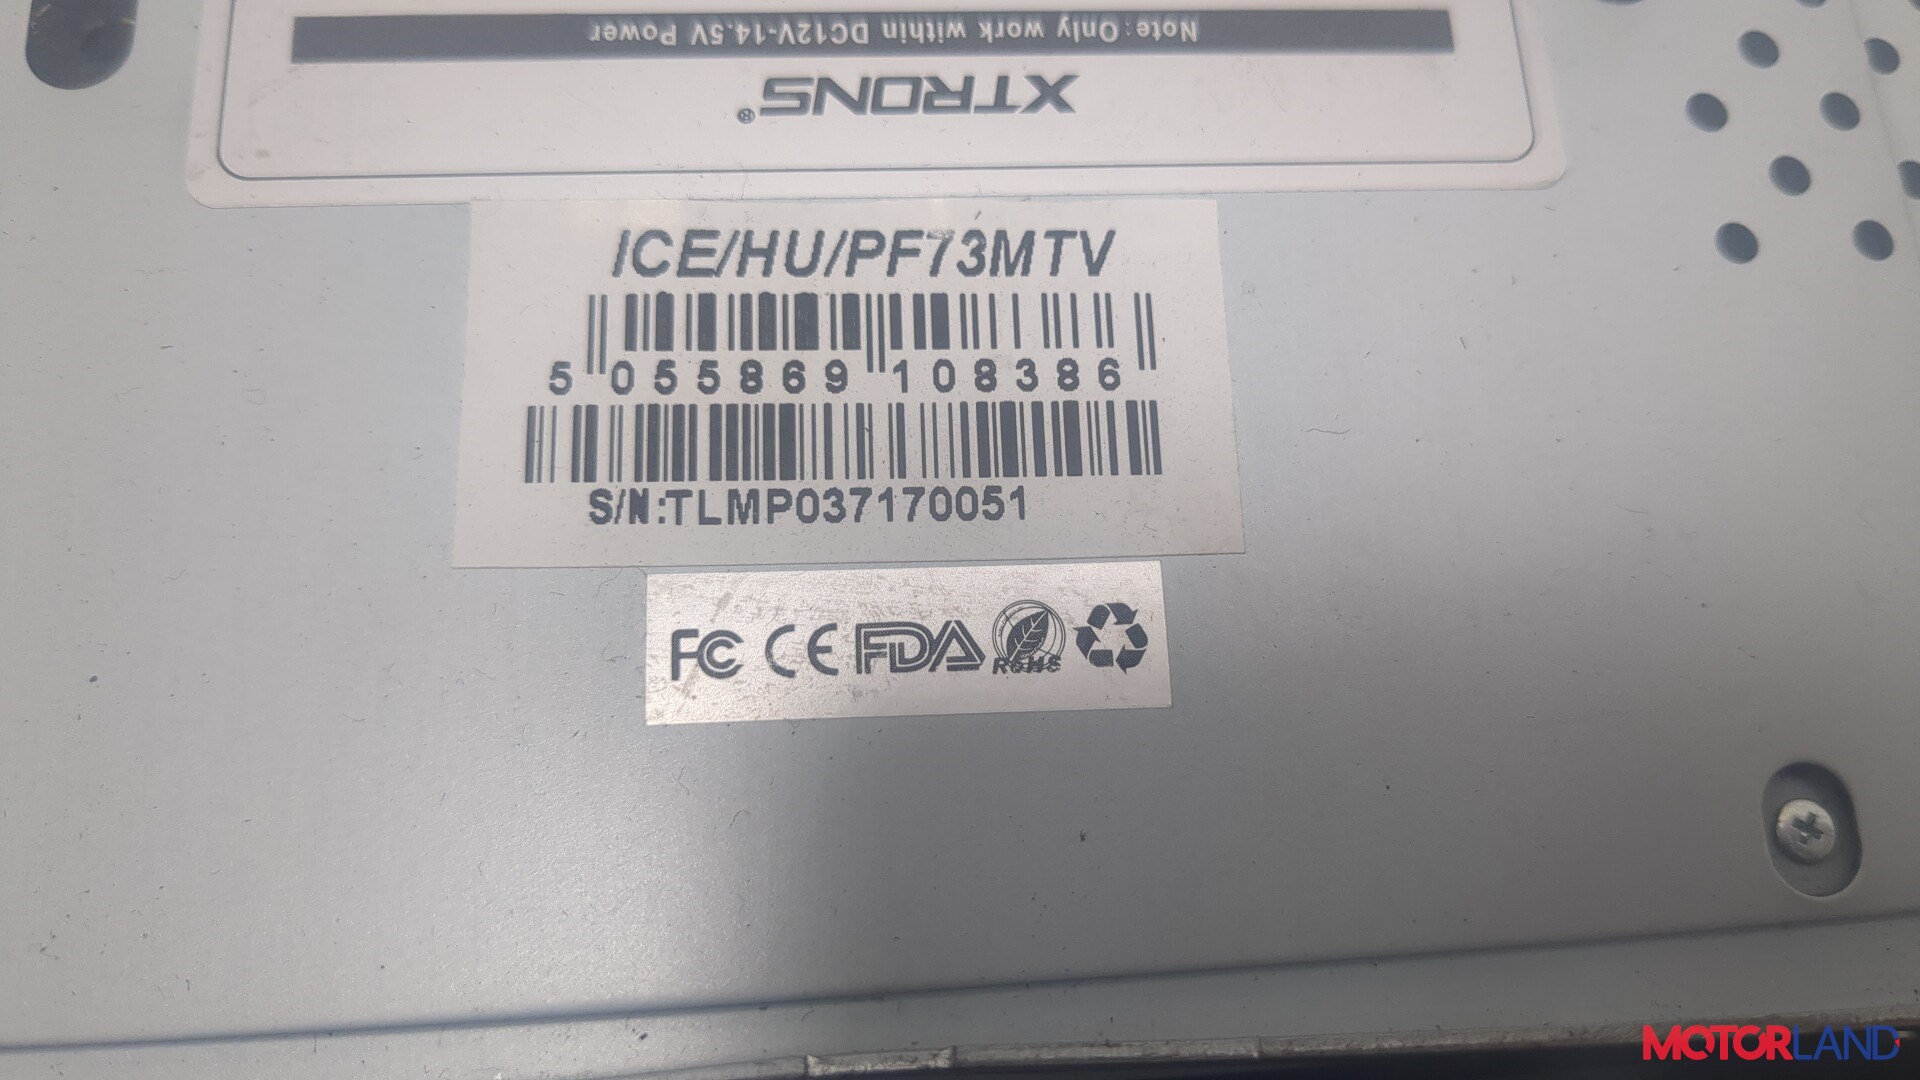 Note:Only work within DC12V-14.5V Power
XTRONS®
ICE/HU/PF73MTV
5 055869 108386
S/N:TLMP037170051
FC CE FDA ROHS
MOTORLAND